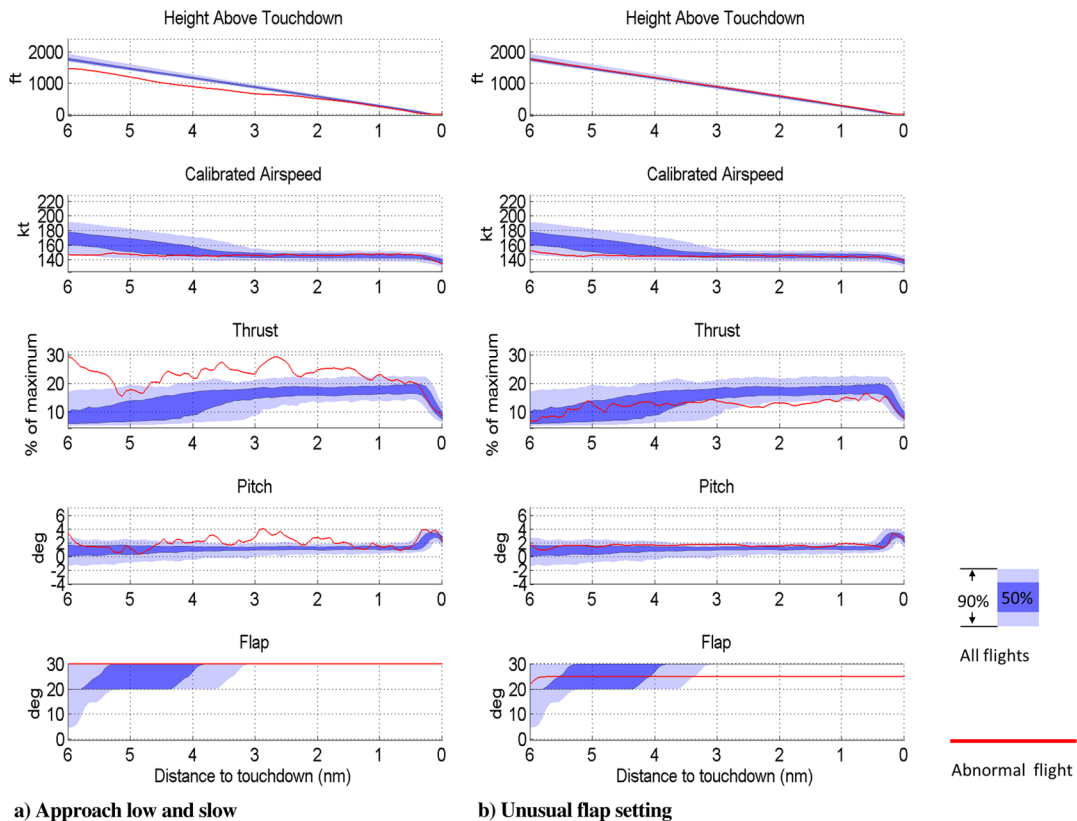 Height Above Touchdown
ft
2000
1000
0
6 5 4 3 2 1 0
Calibrated Airspeed
kt
220
200
180
160
140
6 5 4 3 2 1 0
Thrust
% of maximum
30
20
10
6 5 4 3 2 1 0
Pitch
deg
6
4
2
0
-2
-4
6 5 4 3 2 1 0
Flap
deg
30
20
10
0
6 5 4 3 2 1 0
Distance to touchdown (nm)
a) Approach low and slow
Height Above Touchdown
ft
2000
1000
0
6 5 4 3 2 1 0
Calibrated Airspeed
kt
220
200
180
160
140
6 5 4 3 2 1 0
Thrust
% of maximum
30
20
10
6 5 4 3 2 1 0
Pitch
deg
6
4
2
0
-2
-4
6 5 4 3 2 1 0
Flap
deg
30
20
10
0
6 5 4 3 2 1 0
Distance to touchdown (nm)
b) Unusual flap setting
90% 50%
All flights
Abnormal flight